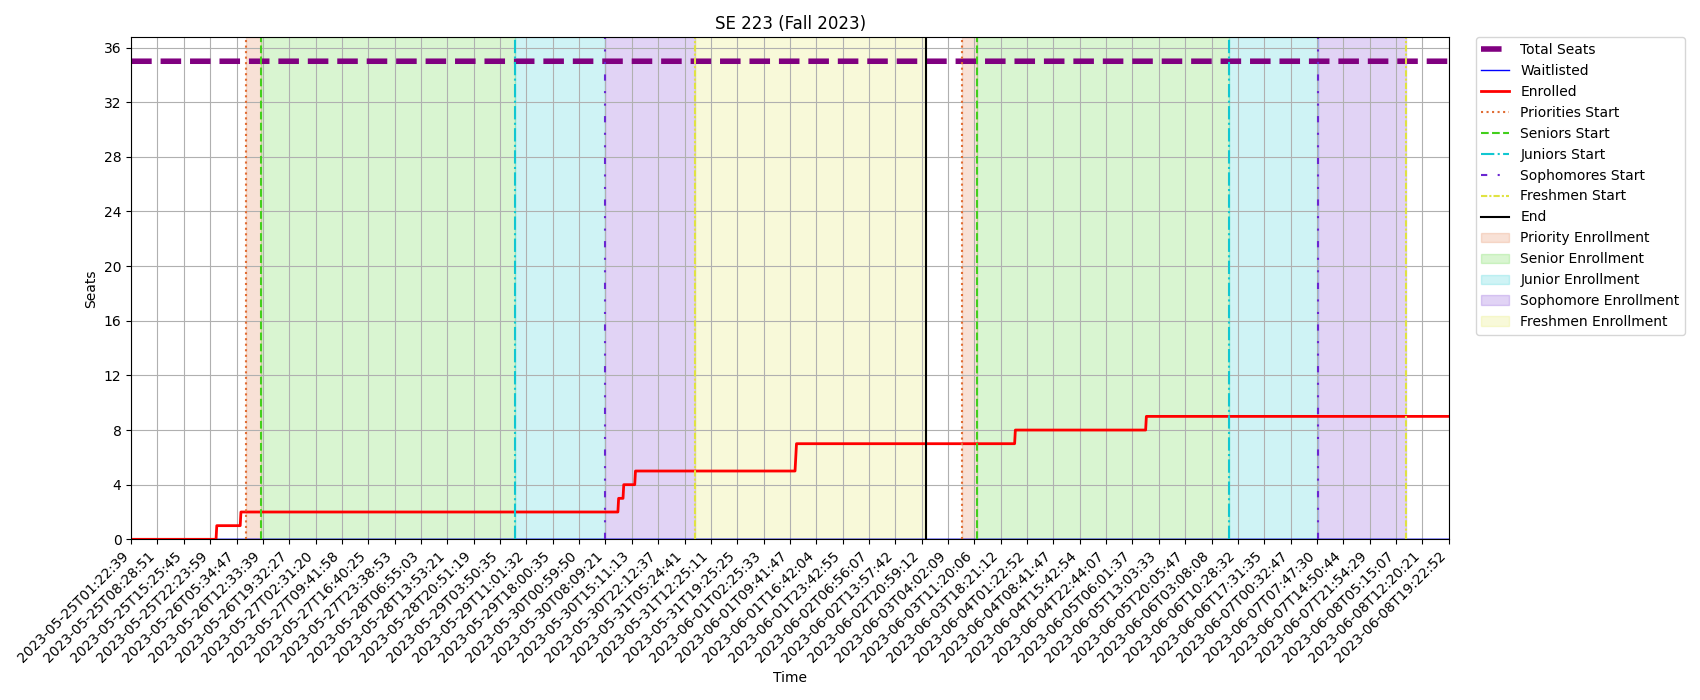 SE 223 (Fall 2023)
36
32
28
24
20
16
12
8
4
0
Seats
2023-05-25T01:22:39
2023-05-25T08:28:51
2023-05-25T15:25:45
2023-05-25T22:23:59
2023-05-26T05:34:47
2023-05-26T12:33:39
2023-05-26T19:32:27
2023-05-27T02:31:20
2023-05-27T09:41:58
2023-05-27T16:40:25
2023-05-27T23:38:53
2023-05-28T06:55:03
2023-05-28T13:53:21
2023-05-28T20:51:19
2023-05-29T03:50:35
2023-05-29T11:01:32
2023-05-29T18:00:35
2023-05-30T00:59:50
2023-05-30T08:09:21
2023-05-30T15:11:13
2023-05-30T22:12:37
2023-05-31T05:24:41
2023-05-31T12:25:11
2023-05-31T19:25:25
2023-06-01T02:25:33
2023-06-01T09:41:47
2023-06-01T16:42:04
2023-06-01T23:42:55
2023-06-02T06:56:07
2023-06-02T13:57:42
2023-06-02T20:59:12
2023-06-03T04:02:09
2023-06-03T11:20:06
2023-06-03T18:21:12
2023-06-04T01:22:52
2023-06-04T08:41:47
2023-06-04T15:42:54
2023-06-04T22:44:07
2023-06-05T06:01:37
2023-06-05T13:03:33
2023-06-05T20:05:47
2023-06-06T03:08:08
2023-06-06T10:28:32
2023-06-06T17:31:35
2023-06-07T00:32:47
2023-06-07T07:47:30
2023-06-07T14:50:44
2023-06-07T21:54:29
2023-06-08T05:15:07
2023-06-08T12:20:21
2023-06-08T19:22:52
Time
Total Seats
Waitlisted
Enrolled
Priorities Start
Seniors Start
Juniors Start
Sophomores Start
Freshmen Start
End
Priority Enrollment
Senior Enrollment
Junior Enrollment
Sophomore Enrollment
Freshmen Enrollment